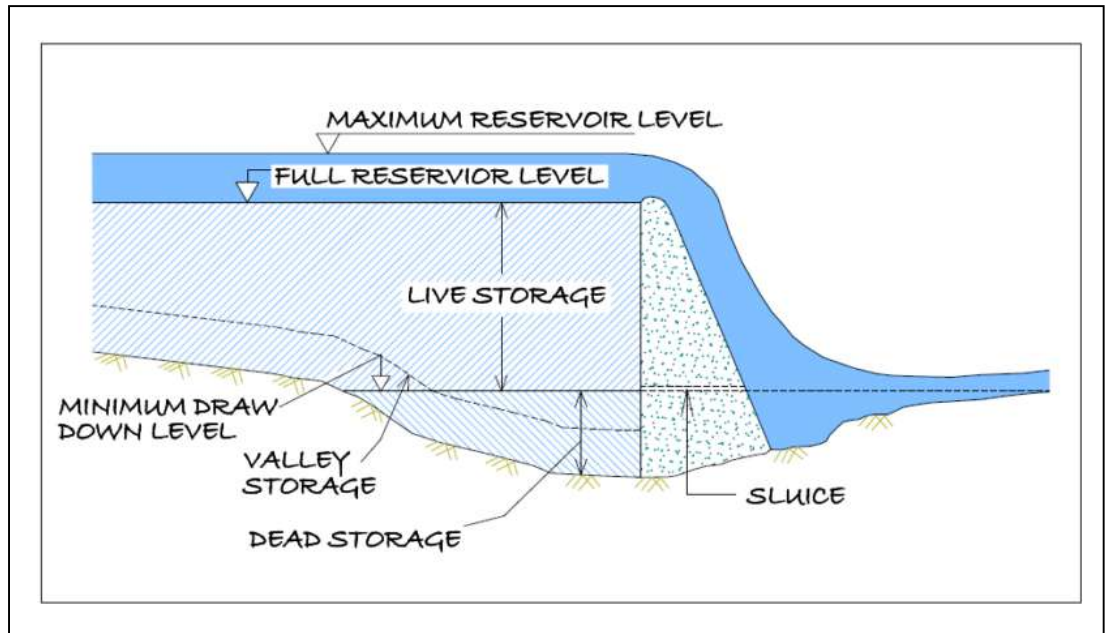 MAXIMUM RESERVOIR LEVEL
FULL RESERVIOR LEVEL
LIVE STORAGE
MINIMUM DRAW
DOWN LEVEL
VALLEY
STORAGE
SLUICE
DEAD STORAGE